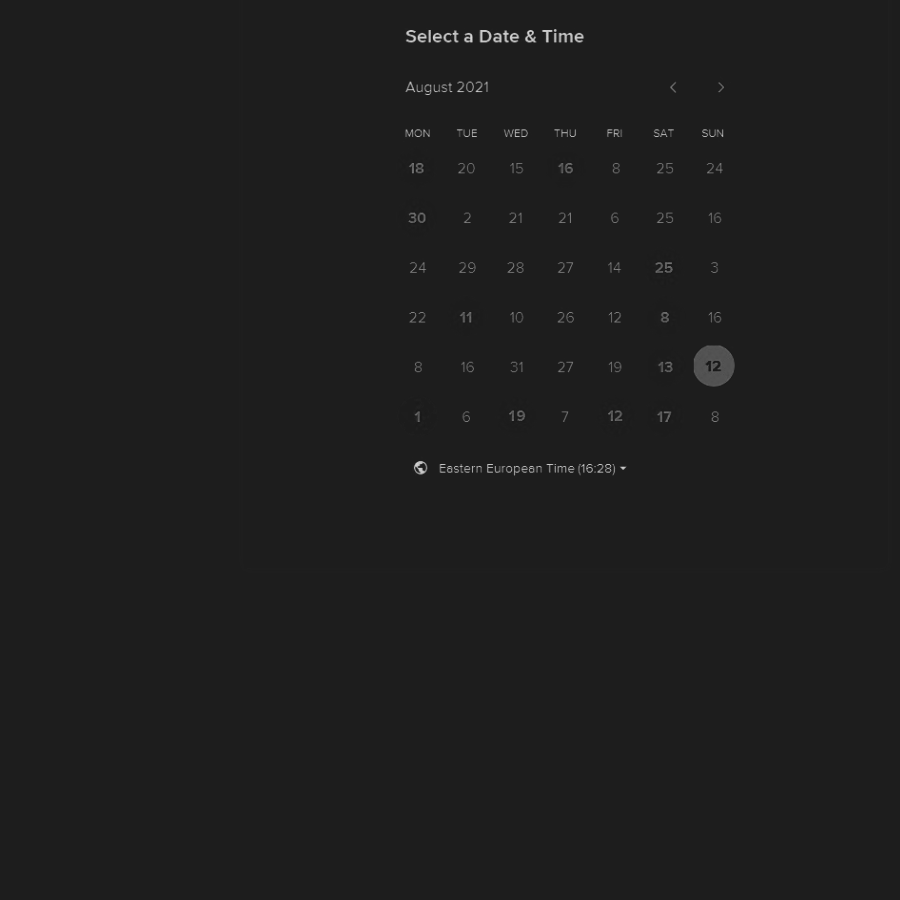 Select a Date & Time
August 2021
MON TUE WED THU FRI SAT SUN
18 20 15 16 8 25 24
30 2 21 21 6 25 16
24 29 28 27 14 25 3
22 11 10 26 12 8 16
8 16 31 27 19 13 12
1 6 19 7 12 17 8
Eastern European Time (16:28)